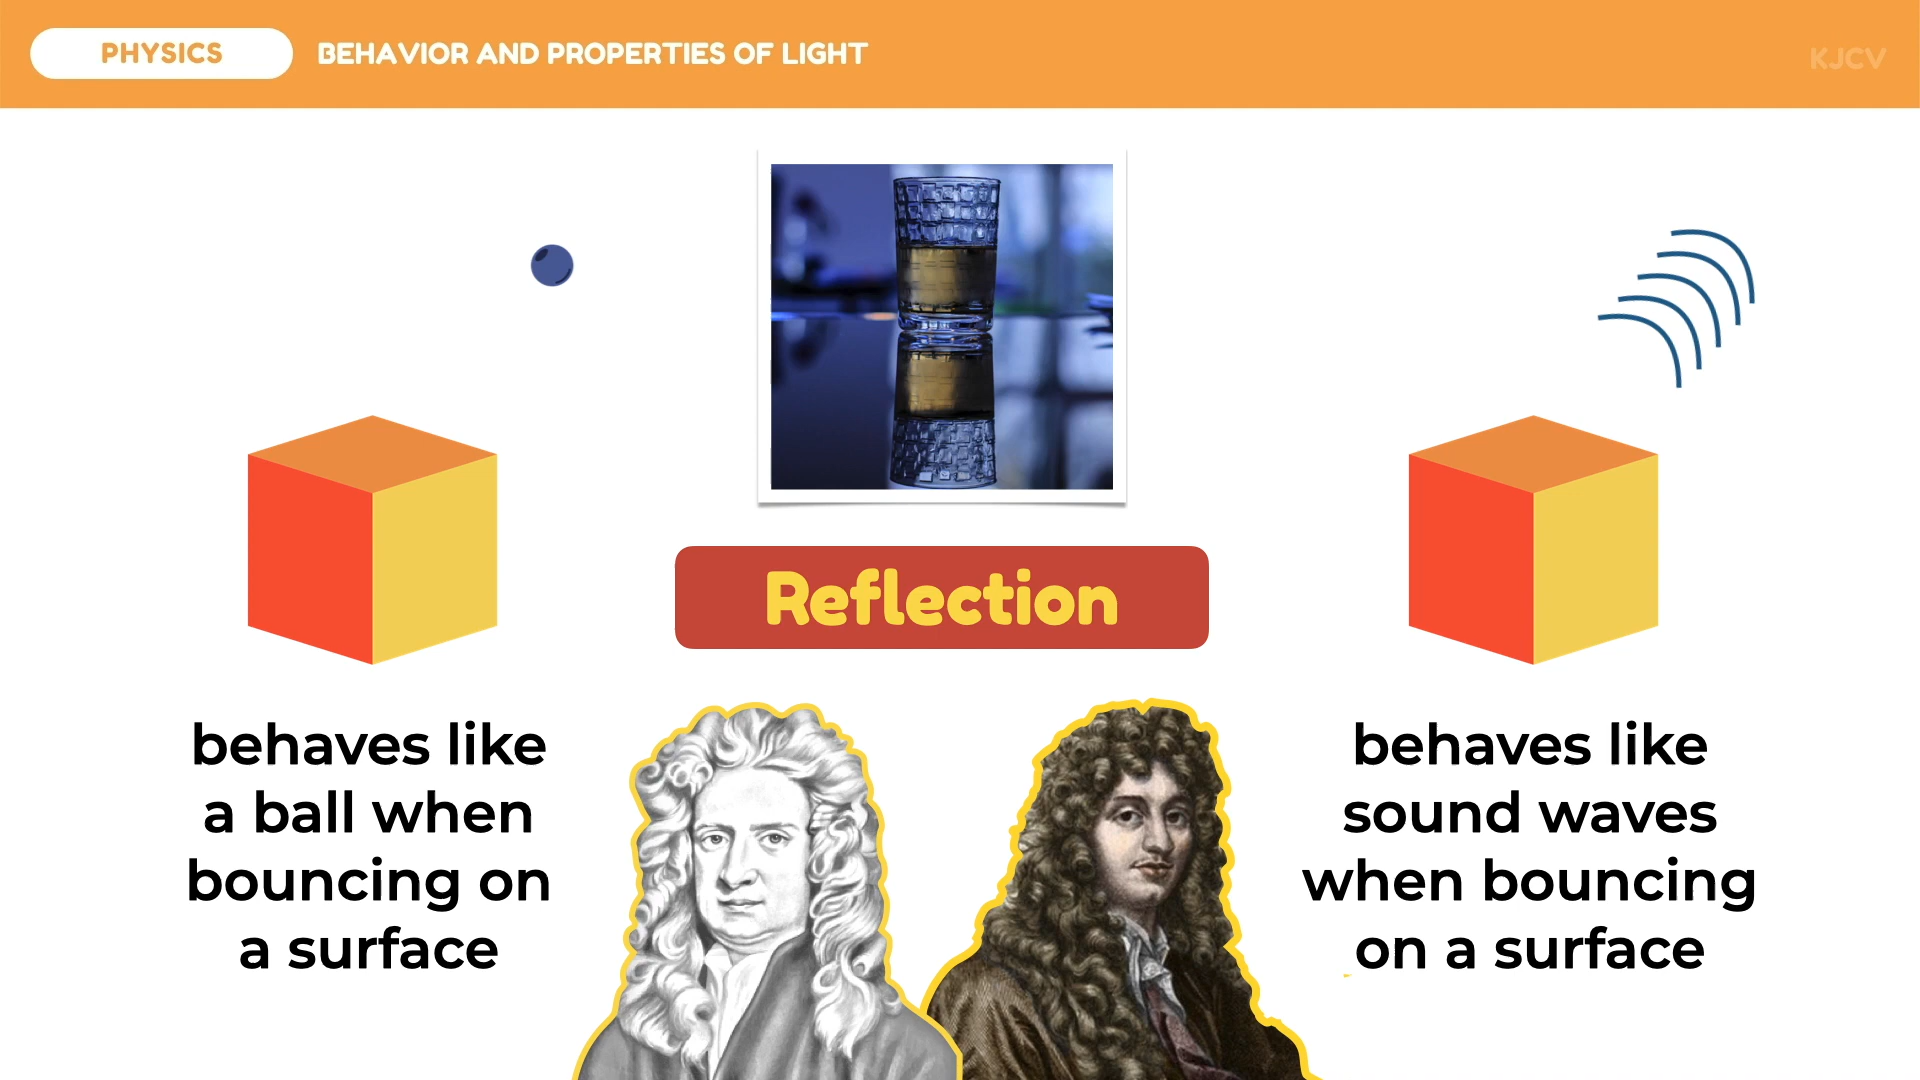 PHYSICS
BEHAVIOR AND PROPERTIES OF LIGHT
KJCV
Reflection
behaves like
a ball when
bouncing on
a surface
behaves like
sound waves
when bouncing
on a surface